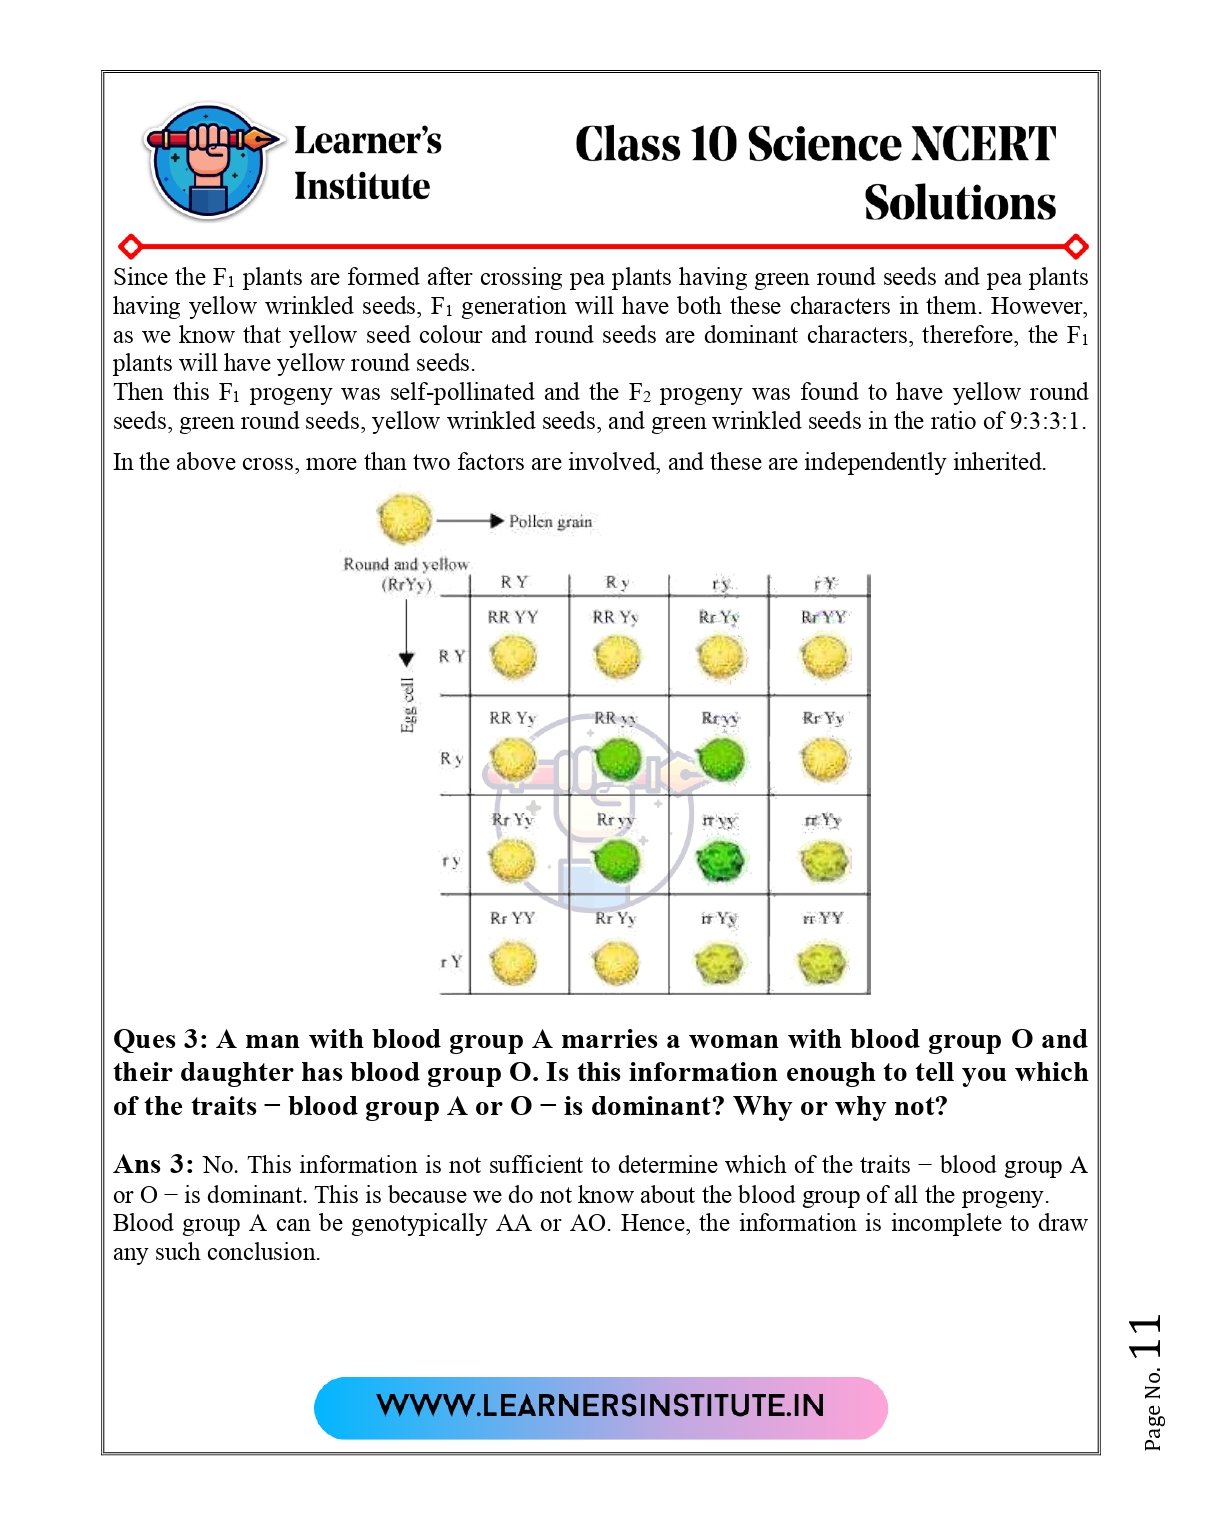 Learner's
Institute
Class 10 Science NCERT
Solutions
Since the F₁ plants are formed after crossing pea plants having green round seeds and pea plants
having yellow wrinkled seeds, F₁ generation will have both these characters in them. However,
as we know that yellow seed colour and round seeds are dominant characters, therefore, the F₁
plants will have yellow round seeds.
Then this F₁ progeny was self-pollinated and the F₂ progeny was found to have yellow round
seeds, green round seeds, yellow wrinkled seeds, and green wrinkled seeds in the ratio of 9:3:3:1.
In the above cross, more than two factors are involved, and these are independently inherited.
Pollen grain
Round and yellow
(RrYy)
R Y R y r y r Y
Egg cell
RR YY RR Yy Rr Yy Rr YY
R Y
RR Yy RR yy Rr yy Rr Yy
R y
Rr Yy Rr yy rr yy rr Yy
r y
Rr YY Rr Yy rr Yy rr YY
r Y
Ques 3: A man with blood group A marries a woman with blood group O and
their daughter has blood group O. Is this information enough to tell you which
of the traits − blood group A or O − is dominant? Why or why not?
Ans 3: No. This information is not sufficient to determine which of the traits − blood group A
or O − is dominant. This is because we do not know about the blood group of all the progeny.
Blood group A can be genotypically AA or AO. Hence, the information is incomplete to draw
any such conclusion.
WWW.LEARNERSINSTITUTE.IN
Page No. 11